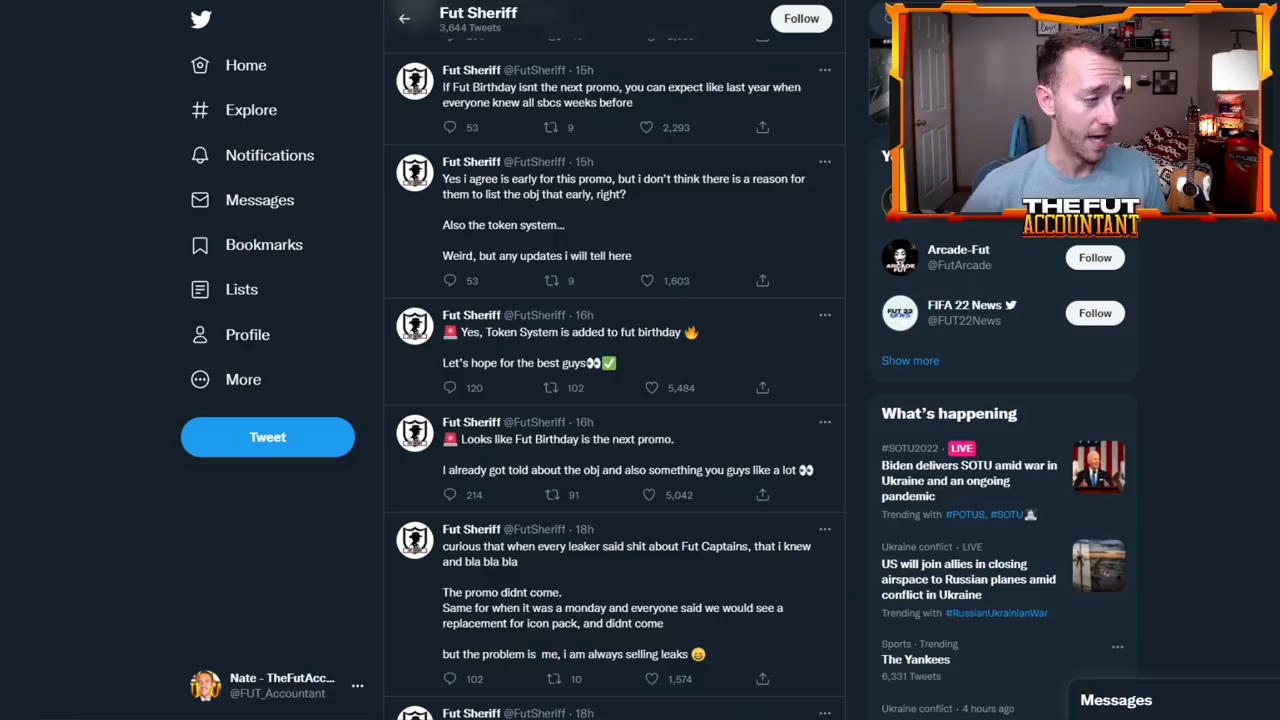 Fut Sheriff
3,644 Tweets
Follow
Home
Explore
Notifications
Messages
Bookmarks
Lists
Profile
More
Tweet
Nate - TheFutAcc...
@FUT_Accountant
Fut Sheriff @FutSheriff · 15h
If Fut Birthday isnt the next promo, you can expect like last year when
everyone knew all sbcs weeks before
53 9 2,293
Fut Sheriff @FutSheriff · 15h
Yes i agree is early for this promo, but i don't think there is a reason for
them to list the obj that early, right?
Also the token system...
Weird, but any updates i will tell here
53 9 1,603
Fut Sheriff @FutSheriff · 16h
🚨 Yes, Token System is added to fut birthday 🔥
Let's hope for the best guys👀✅
120 102 5,484
Fut Sheriff @FutSheriff · 16h
🚨 Looks like Fut Birthday is the next promo.
I already got told about the obj and also something you guys like a lot 👀
214 91 5,042
Fut Sheriff @FutSheriff · 18h
curious that when every leaker said shit about Fut Captains, that i knew
and bla bla bla
The promo didnt come.
Same for when it was a monday and everyone said we would see a
replacement for icon pack, and didnt come
but the problem is me, i am always selling leaks 😄
102 10 1,574
Fut Sheriff @FutSheriff · 18h
THE FUT
ACCOUNTANT
Arcade-Fut
@FutArcade
Follow
FIFA 22 News
@FUT22News
Follow
Show more
What's happening
#SOTU2022 · LIVE
Biden delivers SOTU amid war in
Ukraine and an ongoing
pandemic
Trending with #POTUS, #SOTU
Ukraine conflict · LIVE
US will join allies in closing
airspace to Russian planes amid
conflict in Ukraine
Trending with #RussianUkrainianWar
Sports · Trending
The Yankees
6,331 Tweets
Ukraine conflict · 4 hours ago
Messages